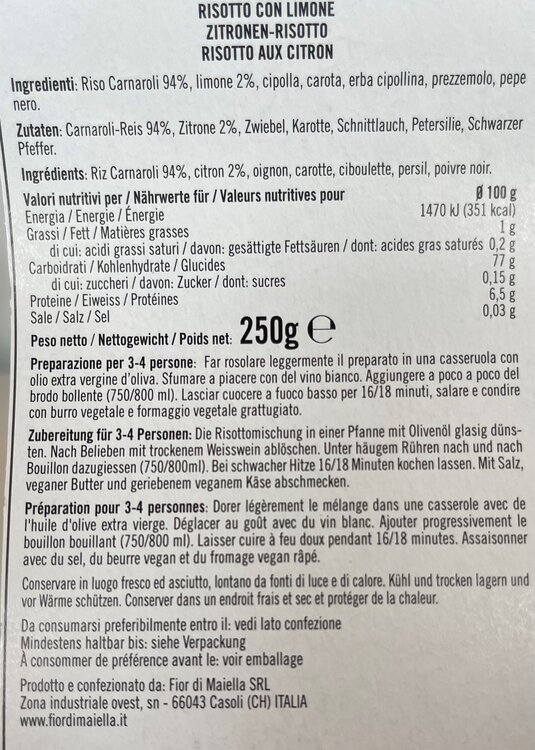 RISOTTO CON LIMONE
ZITRONEN-RISOTTO
RISOTTO AUX CITRON
Ingredienti: Riso Carnaroli 94%, limone 2%, cipolla, carota, erba cipollina, prezzemolo, pepe
nero.
Zutaten: Carnaroli-Reis 94%, Zitrone 2%, Zwiebel, Karotte, Schnittlauch, Petersilie, Schwarzer
Pfeffer.
Ingrédients: Riz Carnaroli 94%, citron 2%, oignon, carotte, ciboulette, persil, poivre noir.
Valori nutritivi per / Nährwerte für / Valeurs nutritives pour Ø 100 g
Energia / Energie / Énergie 1470 kJ (351 kcal)
Grassi / Fett / Matières grasses 1 g
di cui: acidi grassi saturi / davon: gesättigte Fettsäuren / dont: acides gras saturés 0,2 g
Carboidrati / Kohlenhydrate / Glucides 77 g
di cui: zuccheri / davon: Zucker / dont: sucres 0,15 g
Proteine / Eiweiss / Protéines 6,5 g
Sale / Salz / Sel 0,03 g
Peso netto / Nettogewicht / Poids net: 250g ℮
Preparazione per 3-4 persone: Far rosolare leggermente il preparato in una casseruola con
olio extra vergine d'oliva. Sfumare a piacere con del vino bianco. Aggiungere a poco a poco del
brodo bollente (750/800 ml). Lasciar cuocere a fuoco basso per 16/18 minuti, salare e condire
con burro vegetale e formaggio vegetale grattugiato.
Zubereitung für 3-4 Personen: Die Risottomischung in einer Pfanne mit Olivenöl glasig düns-
ten. Nach Belieben mit trockenem Weisswein ablöschen. Unter häugem Rühren nach und nach
Bouillon dazugiessen (750/800ml). Bei schwacher Hitze 16/18 Minuten kochen lassen. Mit Salz,
veganer Butter und geriebenem veganem Käse abschmecken.
Préparation pour 3-4 personnes: Dorer légèrement le mélange dans une casserole avec de
l'huile d'olive extra vierge. Déglacer au goût avec du vin blanc. Ajouter progressivement le
bouillon bouillant (750/800 ml). Laisser cuire à feu doux pendant 16/18 minutes. Assaisonner
avec du sel, du beurre vegan et du fromage vegan râpé.
Conservare in luogo fresco ed asciutto, lontano da fonti di luce e di calore. Kühl und trocken lagern und
vor Wärme schützen. Conserver dans un endroit frais et sec et protéger de la chaleur.
Da consumarsi preferibilmente entro il: vedi lato confezione
Mindestens haltbar bis: siehe Verpackung
À consommer de préférence avant le: voir emballage
Prodotto e confezionato da: Fior di Maiella SRL
Zona industriale ovest, sn - 66043 Casoli (CH) ITALIA
www.fiordimaiella.it